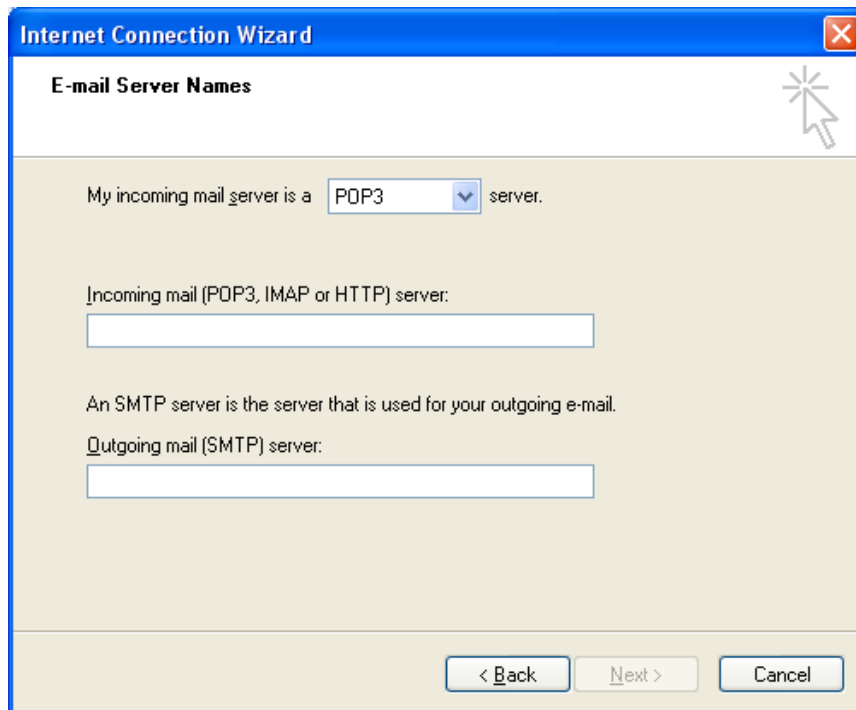 Internet Connection Wizard
E-mail Server Names
My incoming mail server is a POP3 server.
Incoming mail (POP3, IMAP or HTTP) server:
An SMTP server is the server that is used for your outgoing e-mail.
Outgoing mail (SMTP) server:
< Back Next > Cancel